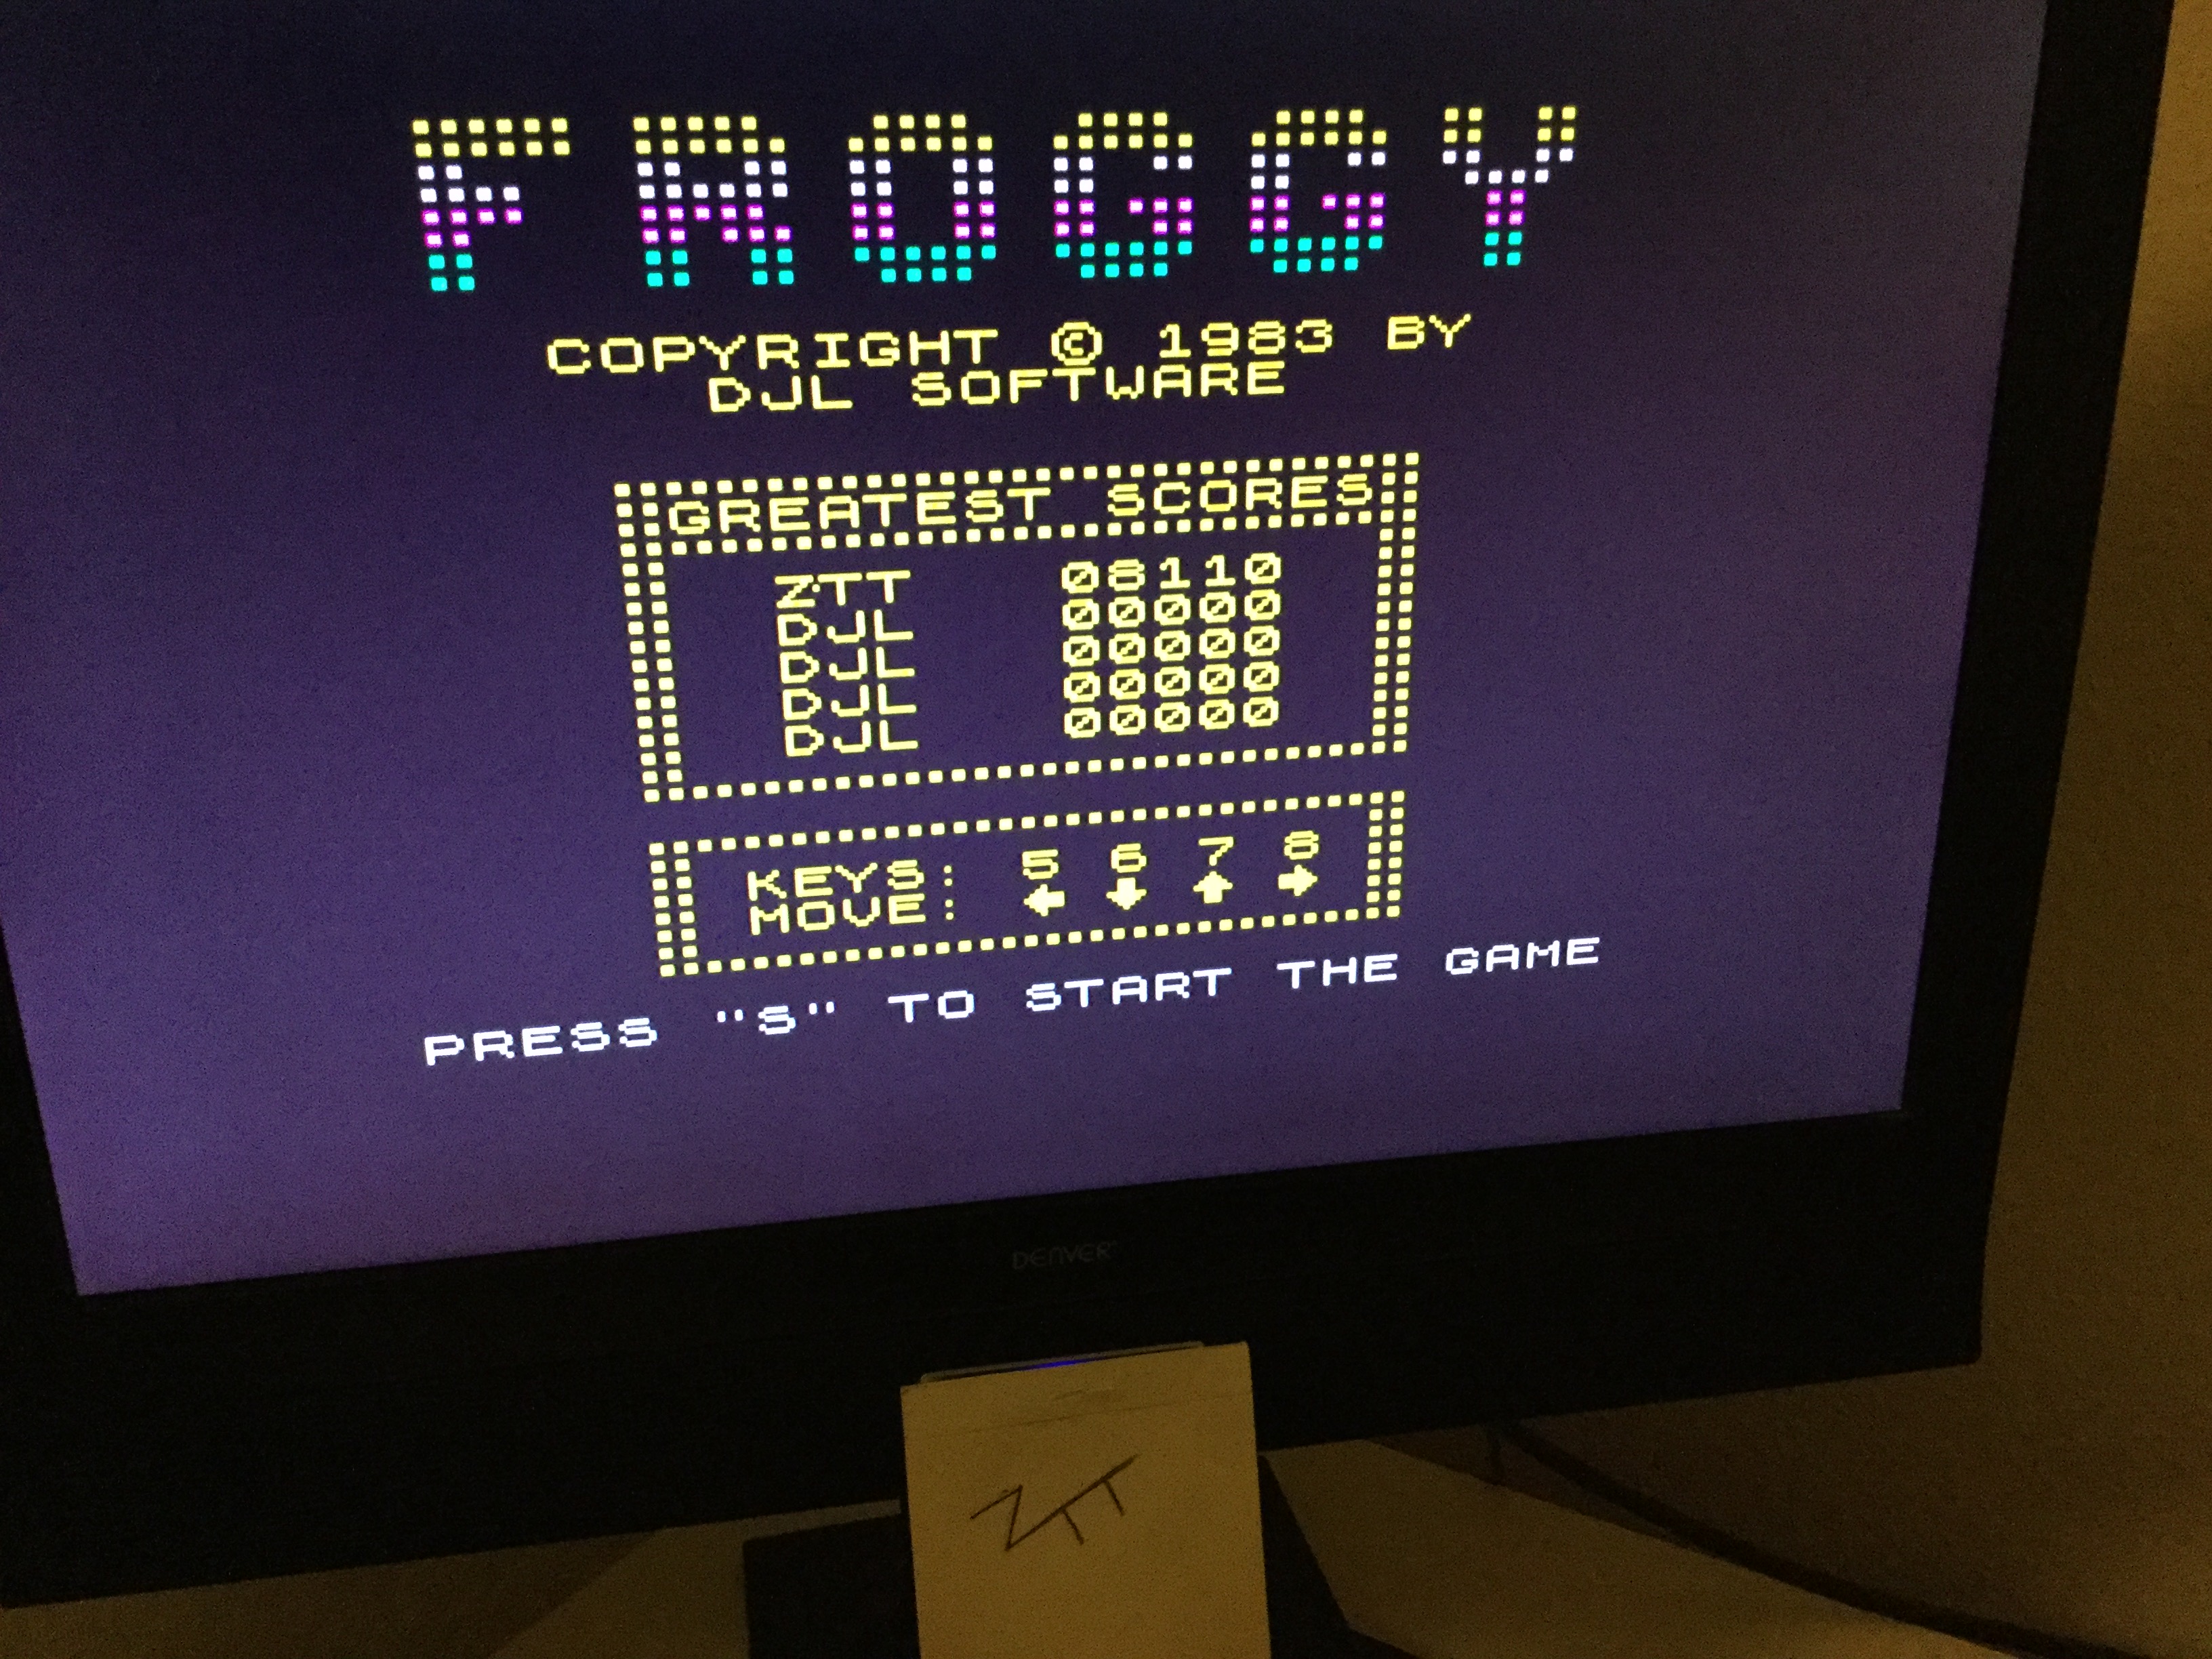 FROGGY
COPYRIGHT © 1983 BY
DJL SOFTWARE
GREATEST SCORES
ZTT 08110
DJL 00000
DJL 00000
DJL 00000
DJL 00000
KEYS: 5 6 7 8
MOVE: ← ↓ ↑ →
PRESS "S" TO START THE GAME
DENVER
ZTT